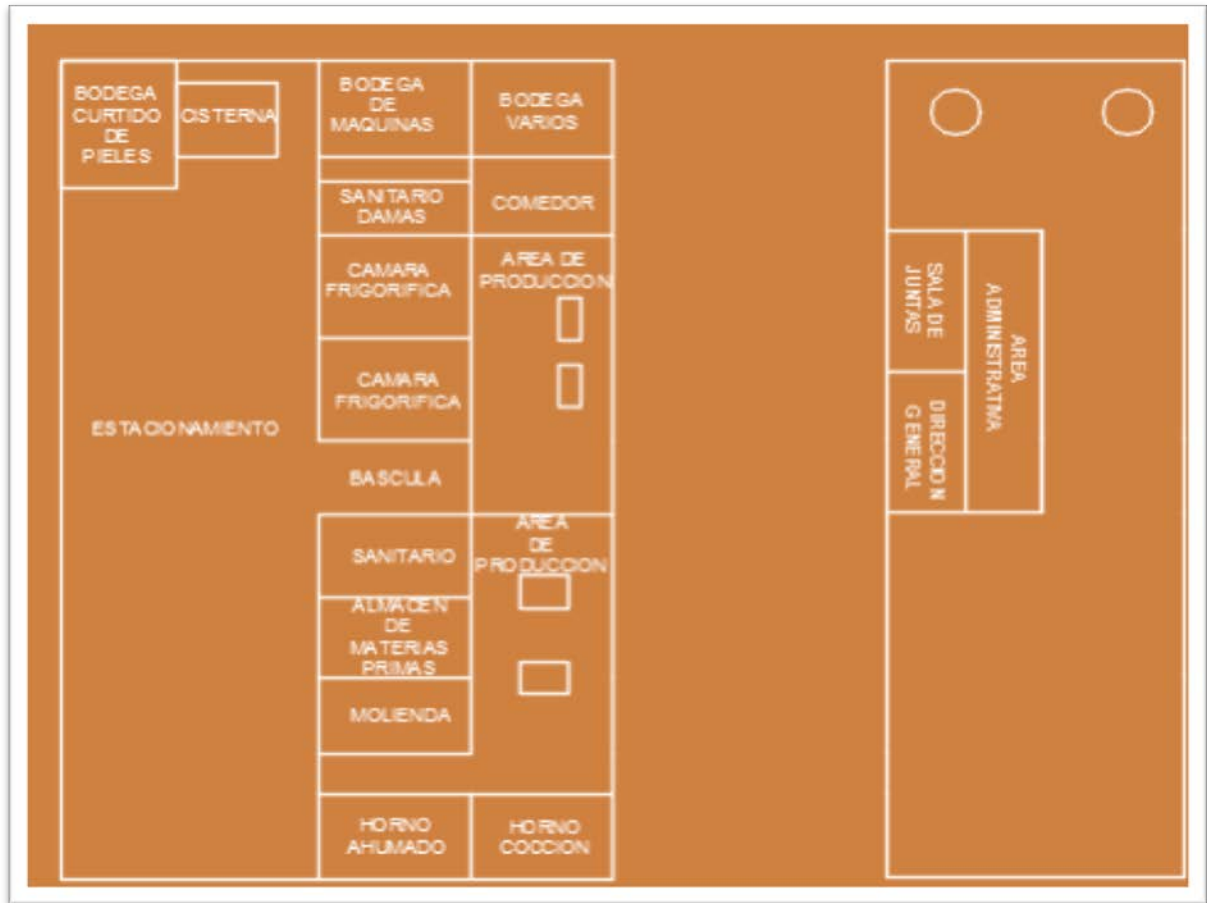 BODEGA
CURTIDO
DE
PIELES
CISTERNA
BODEGA
DE
MAQUINAS
BODEGA
VARIOS
SANITARIO
DAMAS
COMEDOR
CAMARA
FRIGORIFICA
AREA DE
PRODUCCION
CAMARA
FRIGORIFICA
ESTACIONAMIENTO
BASCULA
SANITARIO
AREA
DE
PRODUCCION
ALMACEN
DE
MATERIAS
PRIMAS
MOLIENDA
HORNO
AHUMADO
HORNO
COCCION
SALA DE
JUNTAS
AREA
ADMINISTRATIVA
DIRECCION
GENERAL